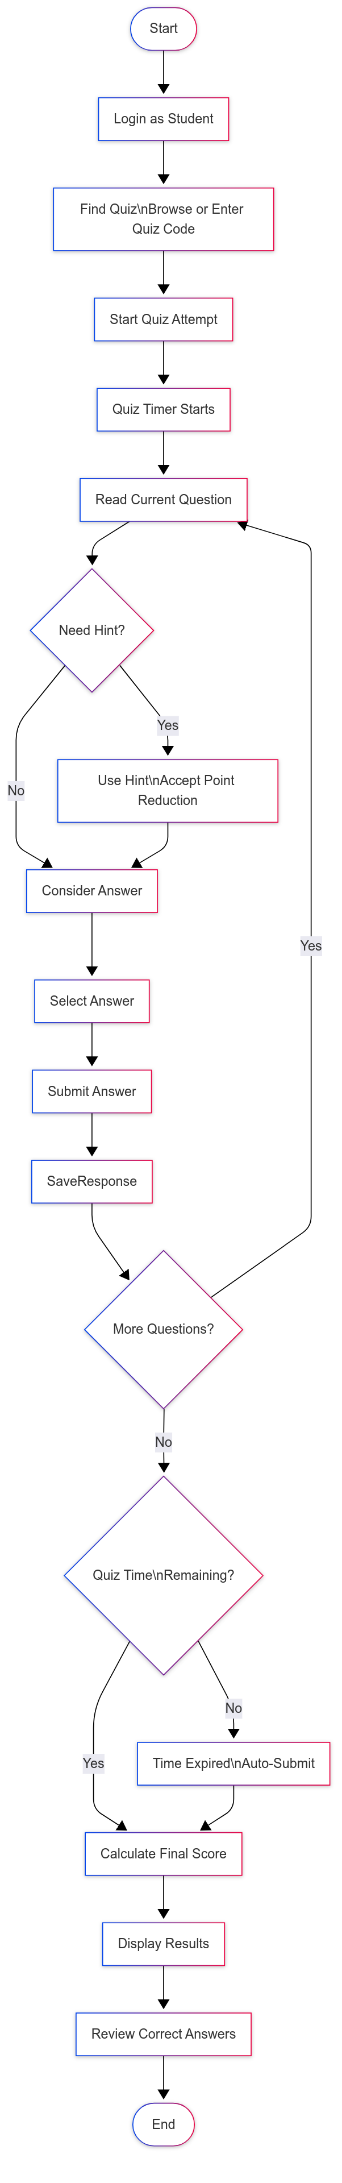 Start
Login as Student
Find Quiz\nBrowse or Enter
Quiz Code
Start Quiz Attempt
Quiz Timer Starts
Read Current Question
Need Hint?
Yes
No
Use Hint\nAccept Point
Reduction
Consider Answer
Yes
Select Answer
Submit Answer
SaveResponse
More Questions?
No
Quiz Time\nRemaining?
No
Yes
Time Expired\nAuto-Submit
Calculate Final Score
Display Results
Review Correct Answers
End